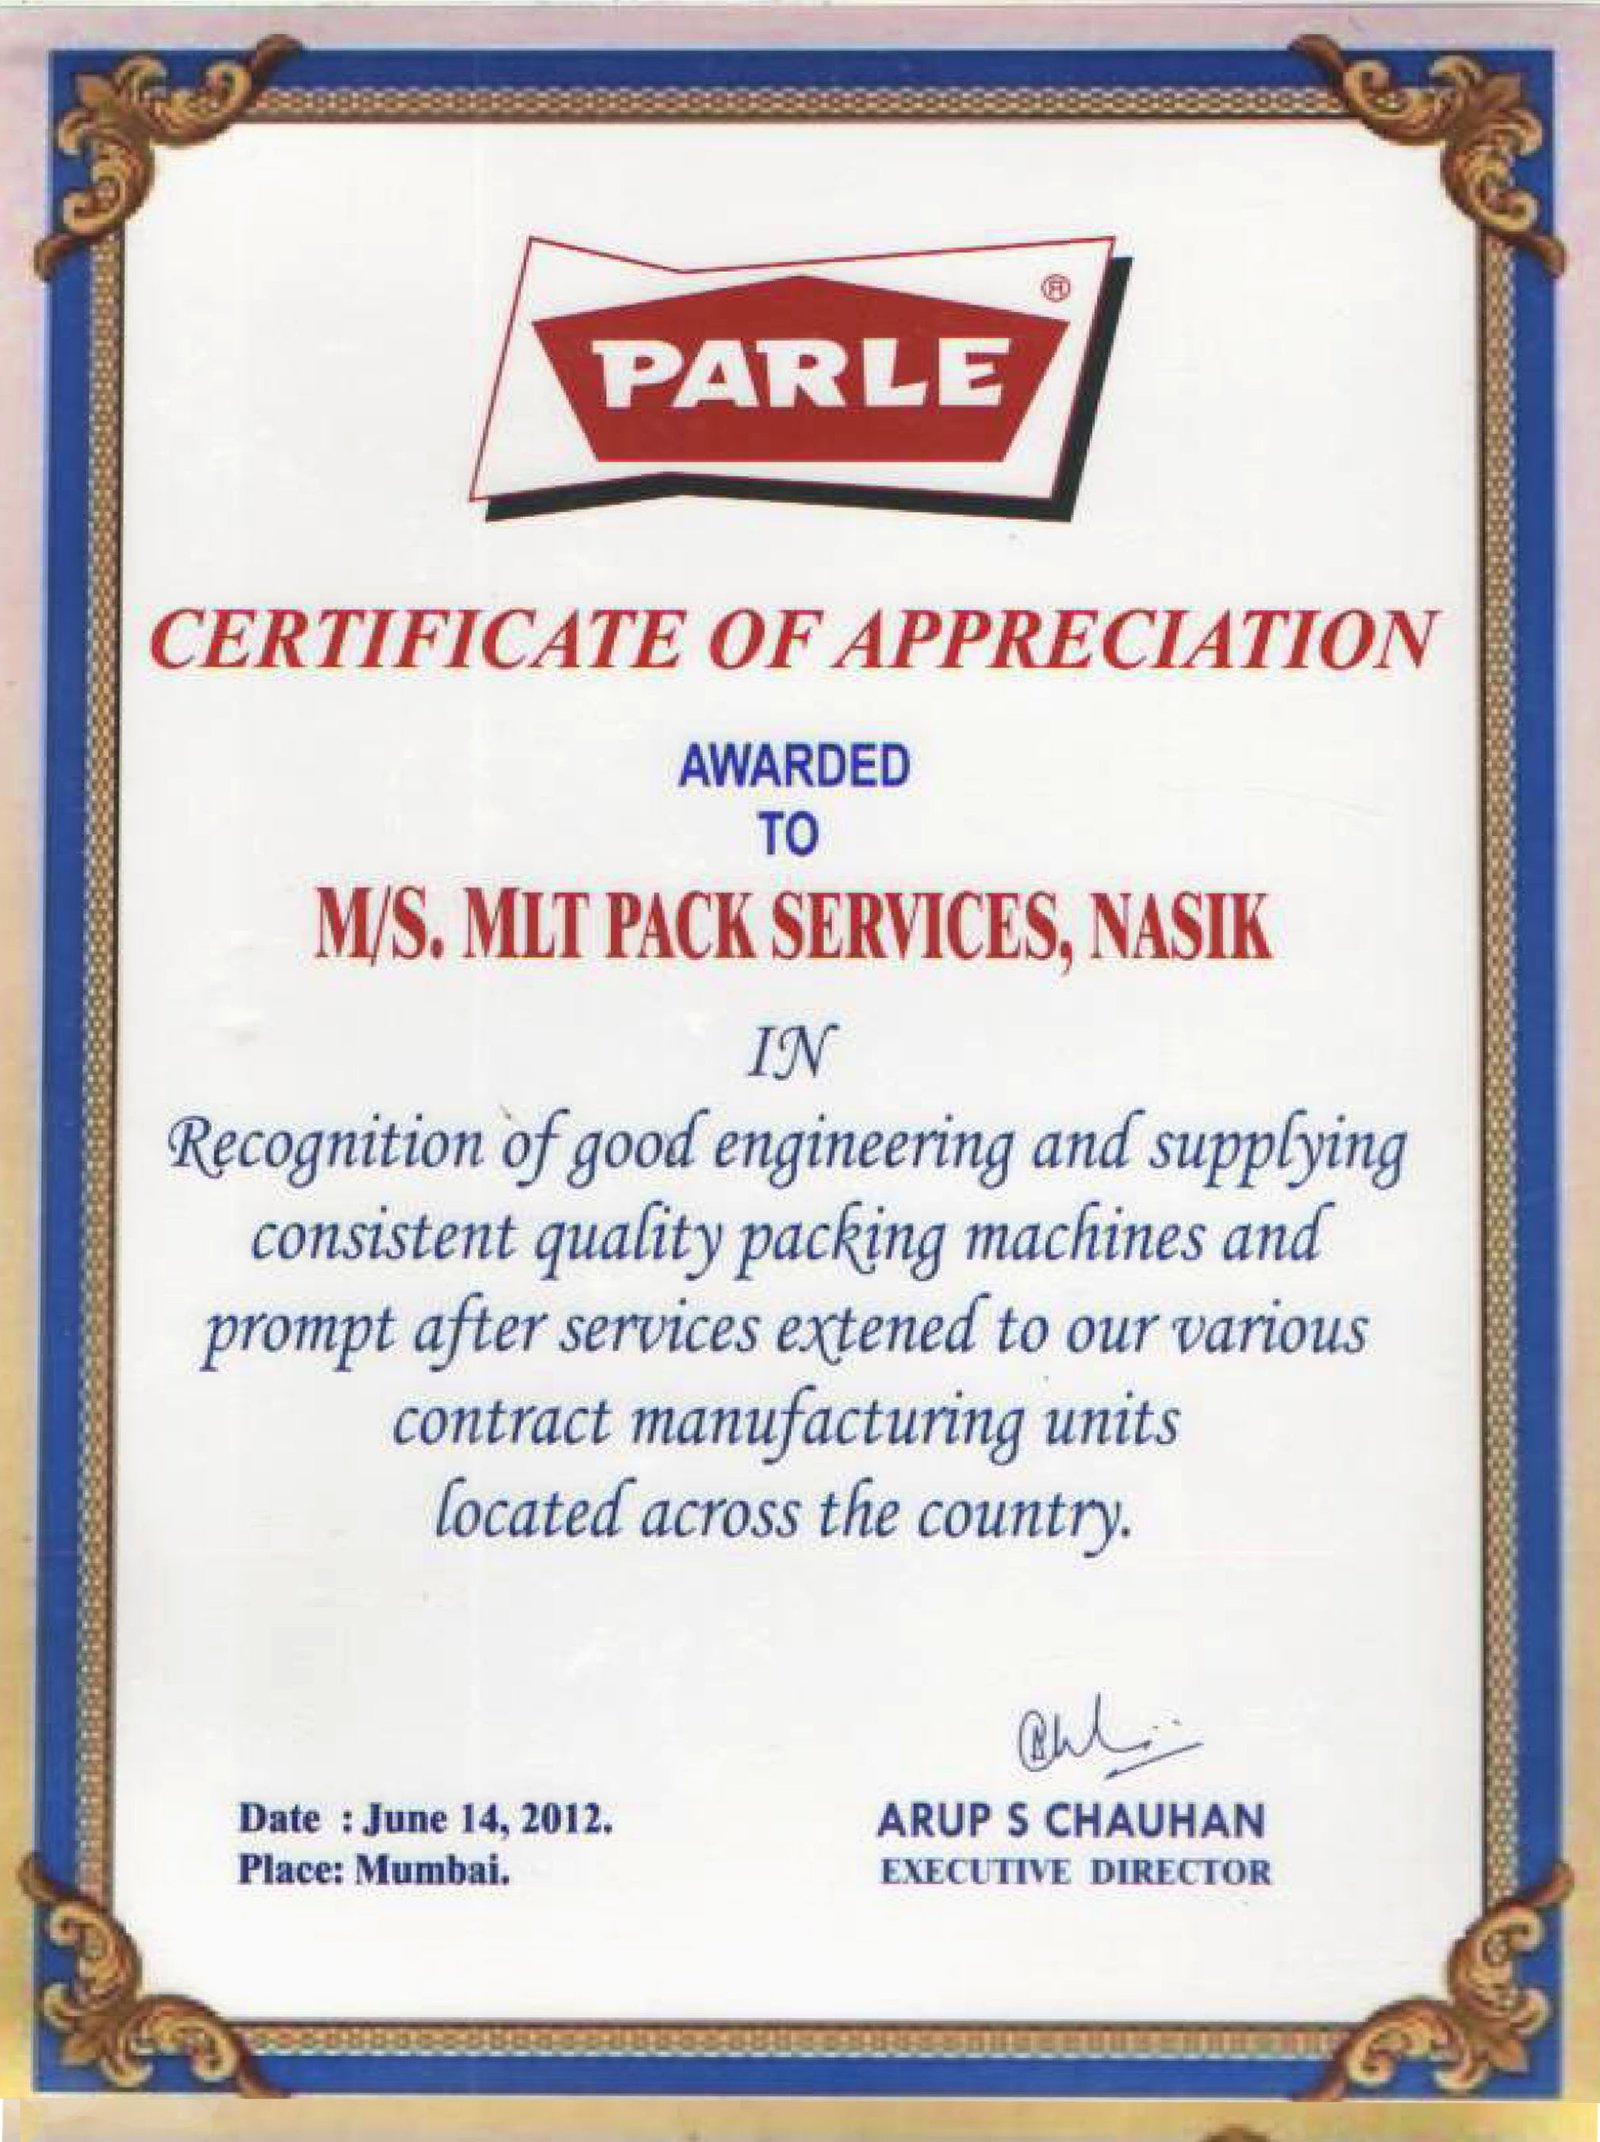 PARLE ®
CERTIFICATE OF APPRECIATION
AWARDED
TO
M/S. MLT PACK SERVICES, NASIK
IN
Recognition of good engineering and supplying
consistent quality packing machines and
prompt after services extened to our various
contract manufacturing units
located across the country.
Date : June 14, 2012.
Place: Mumbai.
ARUP S CHAUHAN
EXECUTIVE DIRECTOR